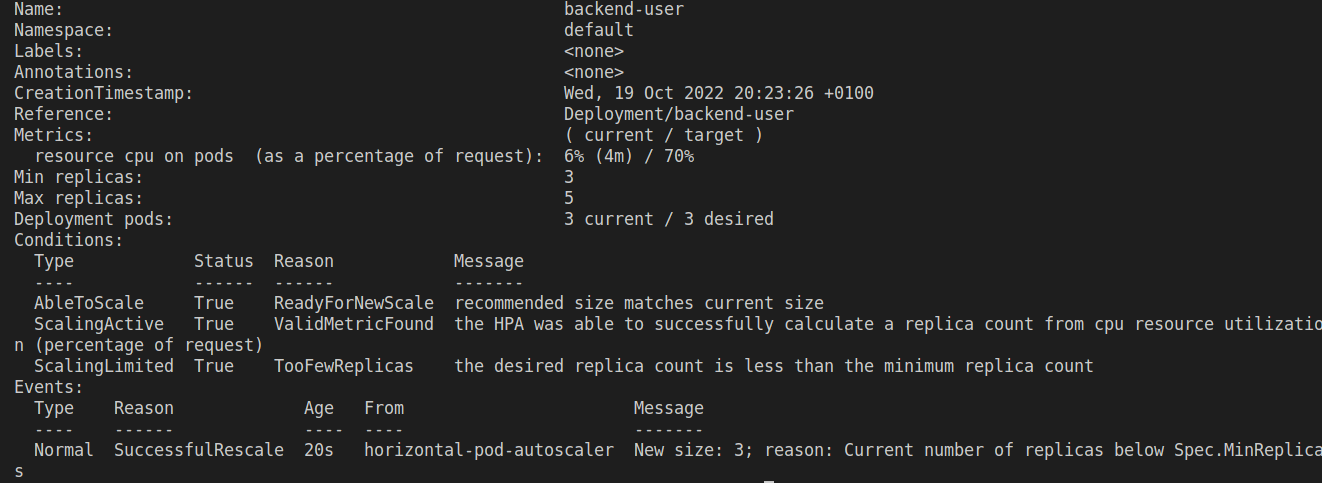 Name: backend-user
Namespace: default
Labels: <none>
Annotations: <none>
CreationTimestamp: Wed, 19 Oct 2022 20:23:26 +0100
Reference: Deployment/backend-user
Metrics: ( current / target )
resource cpu on pods (as a percentage of request): 6% (4m) / 70%
Min replicas: 3
Max replicas: 5
Deployment pods: 3 current / 3 desired
Conditions:
Type Status Reason Message
---- ------ ------ -------
AbleToScale True ReadyForNewScale recommended size matches current size
ScalingActive True ValidMetricFound the HPA was able to successfully calculate a replica count from cpu resource utilizatio
n (percentage of request)
ScalingLimited True TooFewReplicas the desired replica count is less than the minimum replica count
Events:
Type Reason Age From Message
---- ------ ---- ---- -------
Normal SuccessfulRescale 20s horizontal-pod-autoscaler New size: 3; reason: Current number of replicas below Spec.MinReplica
s